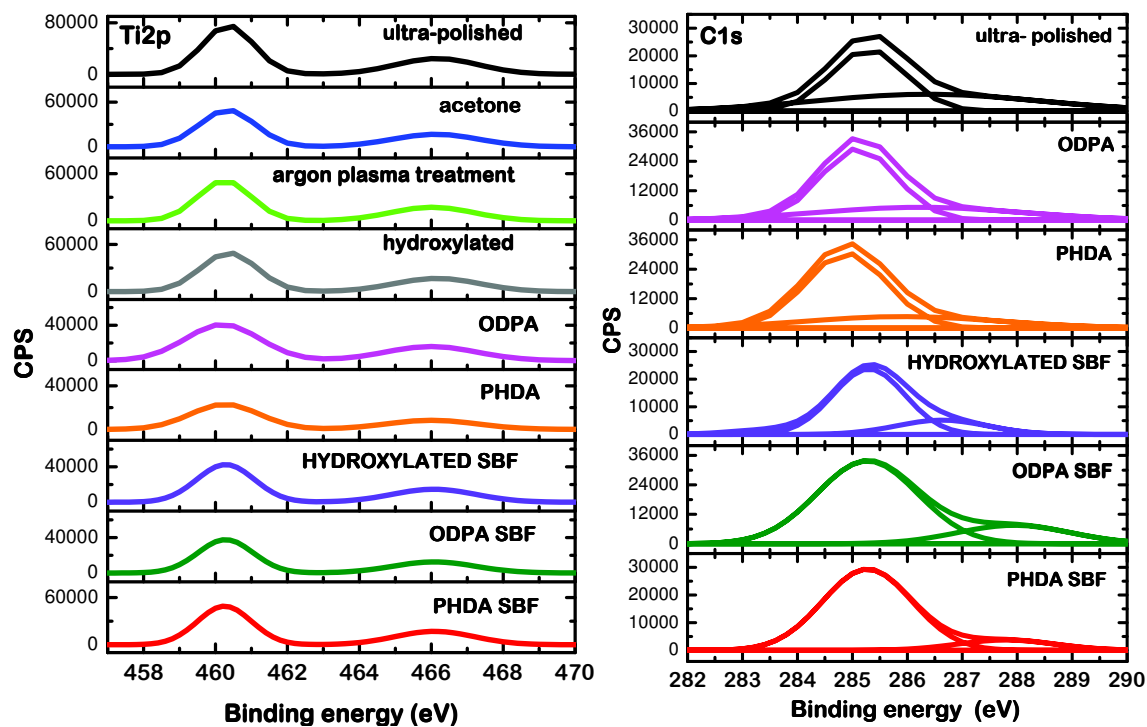 Ti2p
ultra-polished
80000
40000
0
acetone
60000
0
argon plasma treatment
60000
0
hydroxylated
60000
0
ODPA
40000
0
PHDA
40000
0
HYDROXYLATED SBF
40000
0
ODPA SBF
40000
0
PHDA SBF
60000
0
CPS
458 460 462 464 466 468 470
Binding energy (eV)
C1s
ultra- polished
30000
20000
10000
0
ODPA
36000
24000
12000
0
PHDA
36000
24000
12000
0
HYDROXYLATED SBF
30000
20000
10000
0
ODPA SBF
36000
24000
12000
0
PHDA SBF
30000
20000
10000
0
CPS
282 283 284 285 286 287 288 289 290
Binding energy (eV)